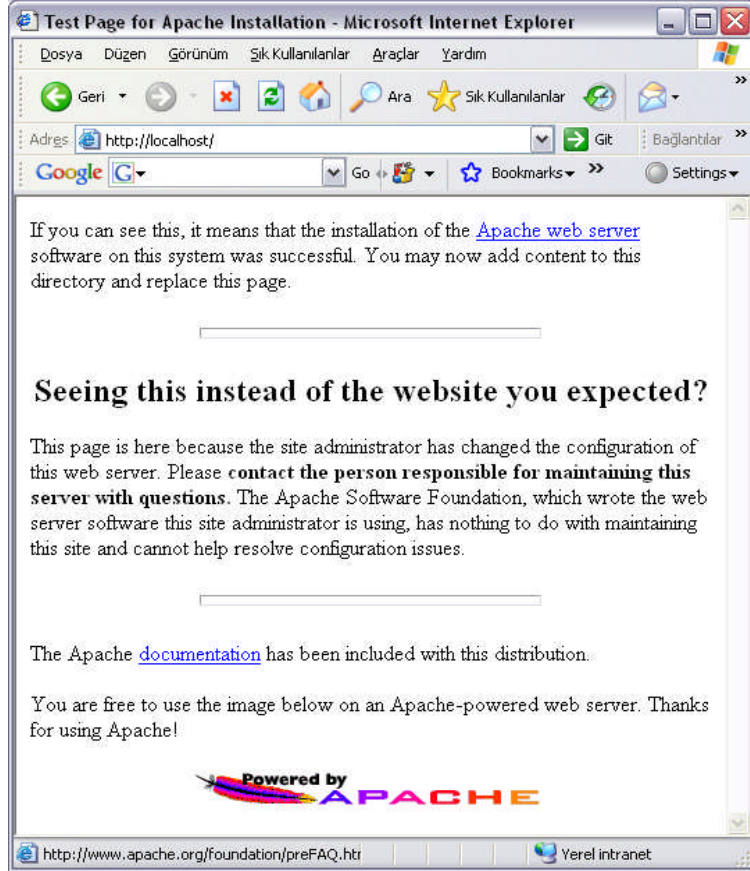 Test Page for Apache Installation - Microsoft Internet Explorer
Dosya Düzen Görünüm Sık Kullanılanlar Araçlar Yardım
Geri Ara Sık Kullanılanlar »
Adres http://localhost/ Git Bağlantılar »
Google G Go Bookmarks » Settings
If you can see this, it means that the installation of the Apache web server
software on this system was successful. You may now add content to this
directory and replace this page.
Seeing this instead of the website you expected?
This page is here because the site administrator has changed the configuration of
this web server. Please contact the person responsible for maintaining this
server with questions. The Apache Software Foundation, which wrote the web
server software this site administrator is using, has nothing to do with maintaining
this site and cannot help resolve configuration issues.
The Apache documentation has been included with this distribution.
You are free to use the image below on an Apache-powered web server. Thanks
for using Apache!
Powered by
APACHE
http://www.apache.org/foundation/preFAQ.htr Yerel intranet